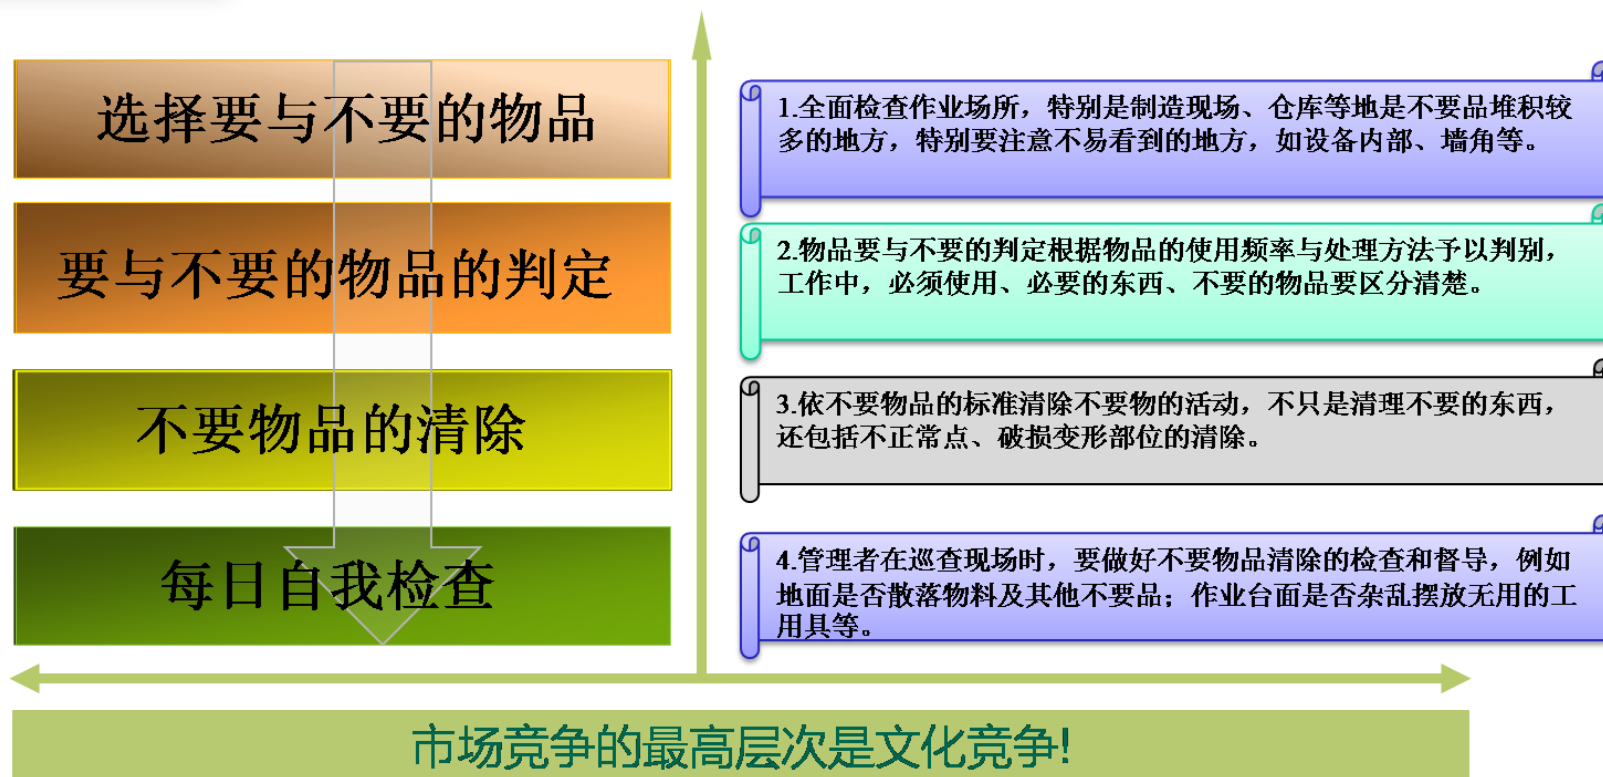 选择要与不要的物品
1.全面检查作业场所，特别是制造现场、仓库等地是不要品堆积较
多的地方，特别要注意不易看到的地方，如设备内部、墙角等。
要与不要的物品的判定
2.物品要与不要的判定根据物品的使用频率与处理方法予以判别，
工作中，必须使用、必要的东西、不要的物品要区分清楚。
不要物品的清除
3.依不要物品的标准清除不要物的活动，不只是清理不要的东西，
还包括不正常点、破损变形部位的清除。
每日自我检查
4.管理者在巡查现场时，要做好不要物品清除的检查和督导，例如
地面是否散落物料及其他不要品；作业台面是否杂乱摆放无用的工
用具等。
市场竞争的最高层次是文化竞争!